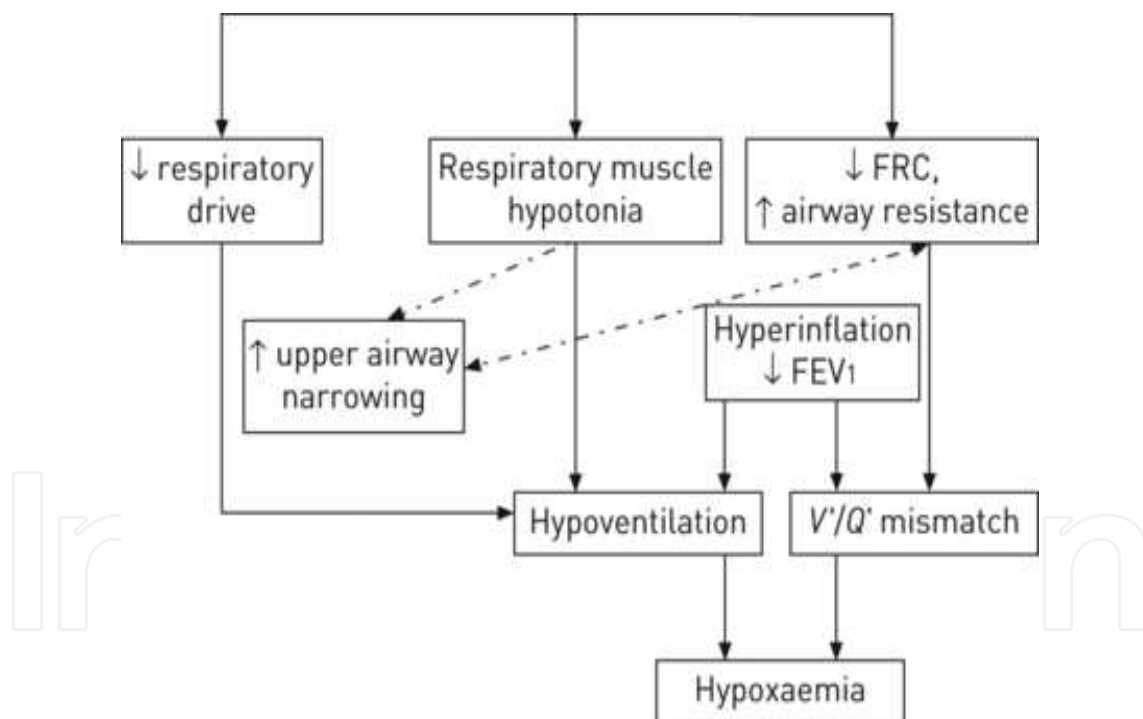 ↓ respiratory
drive
Respiratory muscle
hypotonia
↓ FRC,
↑ airway resistance
↑ upper airway
narrowing
Hyperinflation
↓ FEV1
Hypoventilation
V'/Q' mismatch
Hypoxaemia